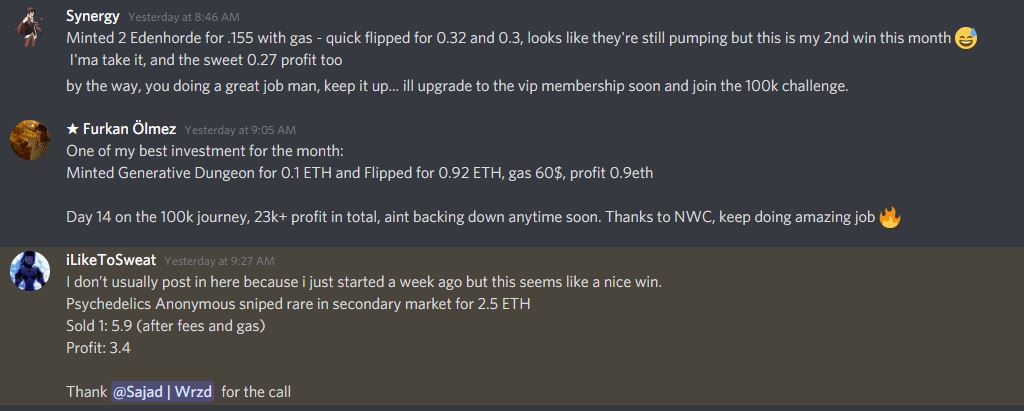 Synergy Yesterday at 8:46 AM
Minted 2 Edenhorde for .155 with gas - quick flipped for 0.32 and 0.3, looks like they're still pumping but this is my 2nd win this month 😅
I'ma take it, and the sweet 0.27 profit too
by the way, you doing a great job man, keep it up... ill upgrade to the vip membership soon and join the 100k challenge.
★ Furkan Ölmez Yesterday at 9:05 AM
One of my best investment for the month:
Minted Generative Dungeon for 0.1 ETH and Flipped for 0.92 ETH, gas 60$, profit 0.9eth
Day 14 on the 100k journey, 23k+ profit in total, aint backing down anytime soon. Thanks to NWC, keep doing amazing job 🔥
iLikeToSweat Yesterday at 9:27 AM
I don't usually post in here because i just started a week ago but this seems like a nice win.
Psychedelics Anonymous sniped rare in secondary market for 2.5 ETH
Sold 1: 5.9 (after fees and gas)
Profit: 3.4
Thank @Sajad | Wrzd for the call